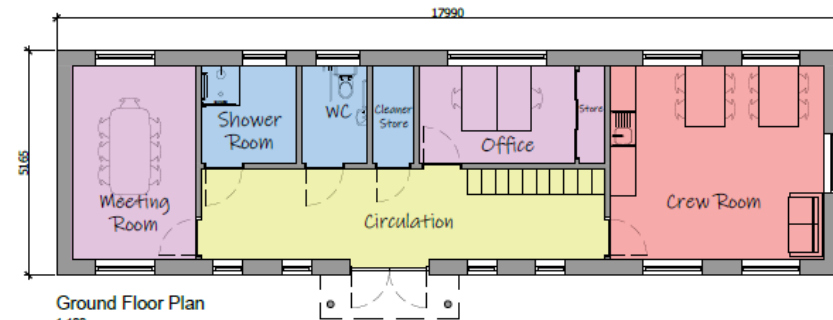 17990
5165
Shower
Room
WC
Cleaner
Store
Office
Store
Meeting
Room
Circulation
Crew Room
Ground Floor Plan